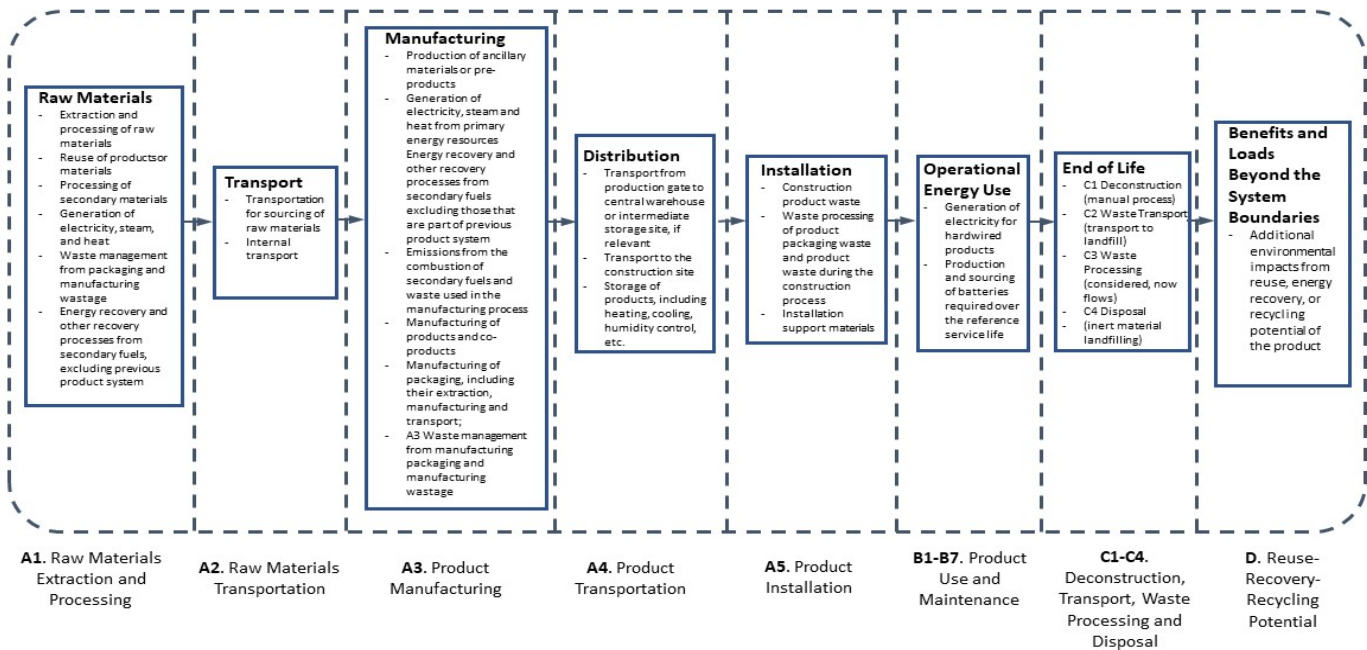 Raw Materials
- Extraction and
processing of raw
materials
- Reuse of productsor
materials
- Processing of
secondary materials
- Generation of
electricity, steam,
and heat
- Waste management
from packaging and
manufacturing
wastage
- Energy recovery and
other recovery
processes from
secondary fuels,
excluding previous
product system
Transport
- Transportation
for sourcing of
raw materials
- Internal
transport
Manufacturing
- Production of ancillary
materials or pre-
products
- Generation of
electricity, steam and
heat from primary
energy resources
Energy recovery and
other recovery
processes from
secondary fuels
excluding those that
are part of previous
product system
- Emissions from the
combustion of
secondary fuels and
waste used in the
manufacturing process
- Manufacturing of
products and co-
products
- Manufacturing of
packaging, including
their extraction,
manufacturing and
transport;
- A3 Waste management
from manufacturing
packaging and
manufacturing
wastage
Distribution
- Transport from
production gate to
central warehouse
or intermediate
storage site, if
relevant
- Transport to the
construction site
- Storage of
products, including
heating, cooling,
humidity control,
etc.
Installation
- Construction
product waste
- Waste processing
of product
packaging waste
and product
waste during the
construction
process
- Installation
support materials
Operational
Energy Use
- Generation of
electricity for
hardwired
products
- Production
and sourcing
of batteries
required over
the reference
service life
End of Life
- C1 Deconstruction
(manual process)
- C2 Waste Transport
(transport to
landfill)
- C3 Waste
Processing
(considered, now
flows)
- C4 Disposal
- (inert material
landfilling)
Benefits and
Loads
Beyond the
System
Boundaries
- Additional
environmental
impacts from
reuse, energy
recovery, or
recycling
potential of
the product
A1. Raw Materials
Extraction and
Processing
A2. Raw Materials
Transportation
A3. Product
Manufacturing
A4. Product
Transportation
A5. Product
Installation
B1-B7. Product
Use and
Maintenance
C1-C4.
Deconstruction,
Transport, Waste
Processing and
Disposal
D. Reuse-
Recovery-
Recycling
Potential